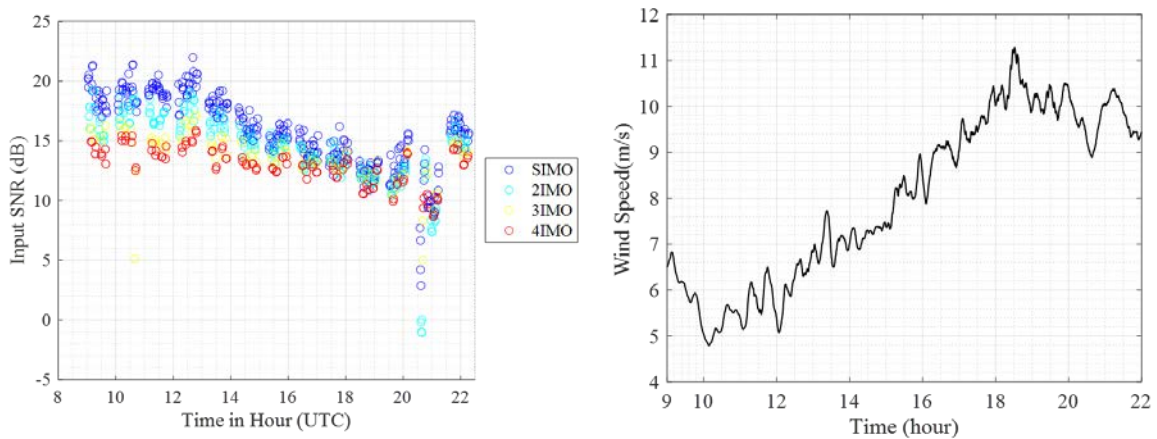 25
20
15
10
5
0
-5
8 10 12 14 16 18 20 22
Input SNR (dB)
Time in Hour (UTC)
SIMO
2IMO
3IMO
4IMO
12
11
10
9
8
7
6
5
4
9 10 12 14 16 18 20 22
Wind Speed(m/s)
Time (hour)